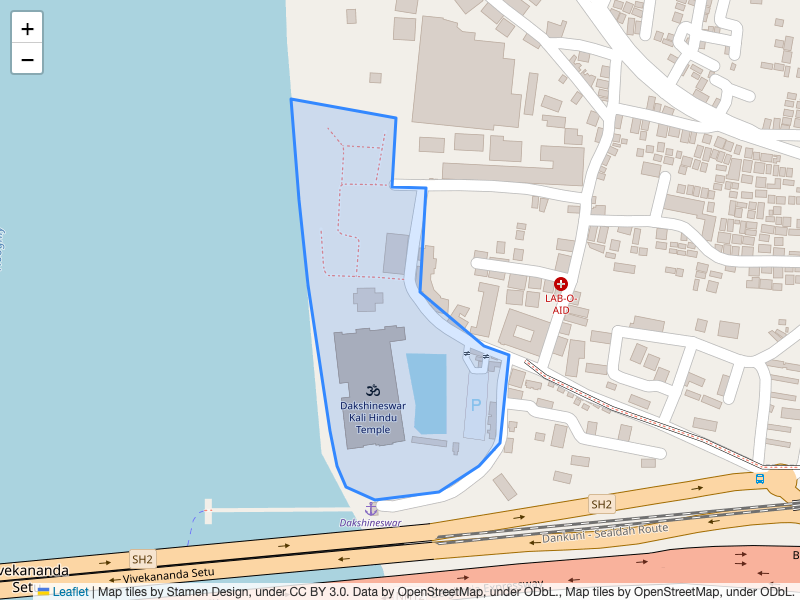 +
−
LAB-O-
AID
ॐ
Dakshineswar
Kali Hindu
Temple
P
Dakshineswar
SH2
SH2
Dankuni - Sealdah Route
Vivekananda Setu
vekananda
Setu
Leaflet | Map tiles by Stamen Design, under CC BY 3.0. Data by OpenStreetMap, under ODbL., Map tiles by OpenStreetMap, under ODbL.